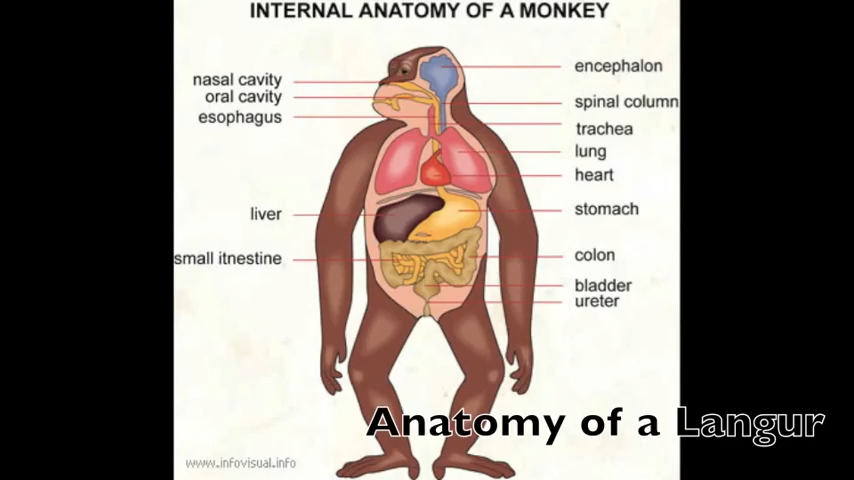 INTERNAL ANATOMY OF A MONKEY
nasal cavity
oral cavity
esophagus
liver
small itnestine
encephalon
spinal column
trachea
lung
heart
stomach
colon
bladder
ureter
Anatomy of a Langur
www.infovisual.info